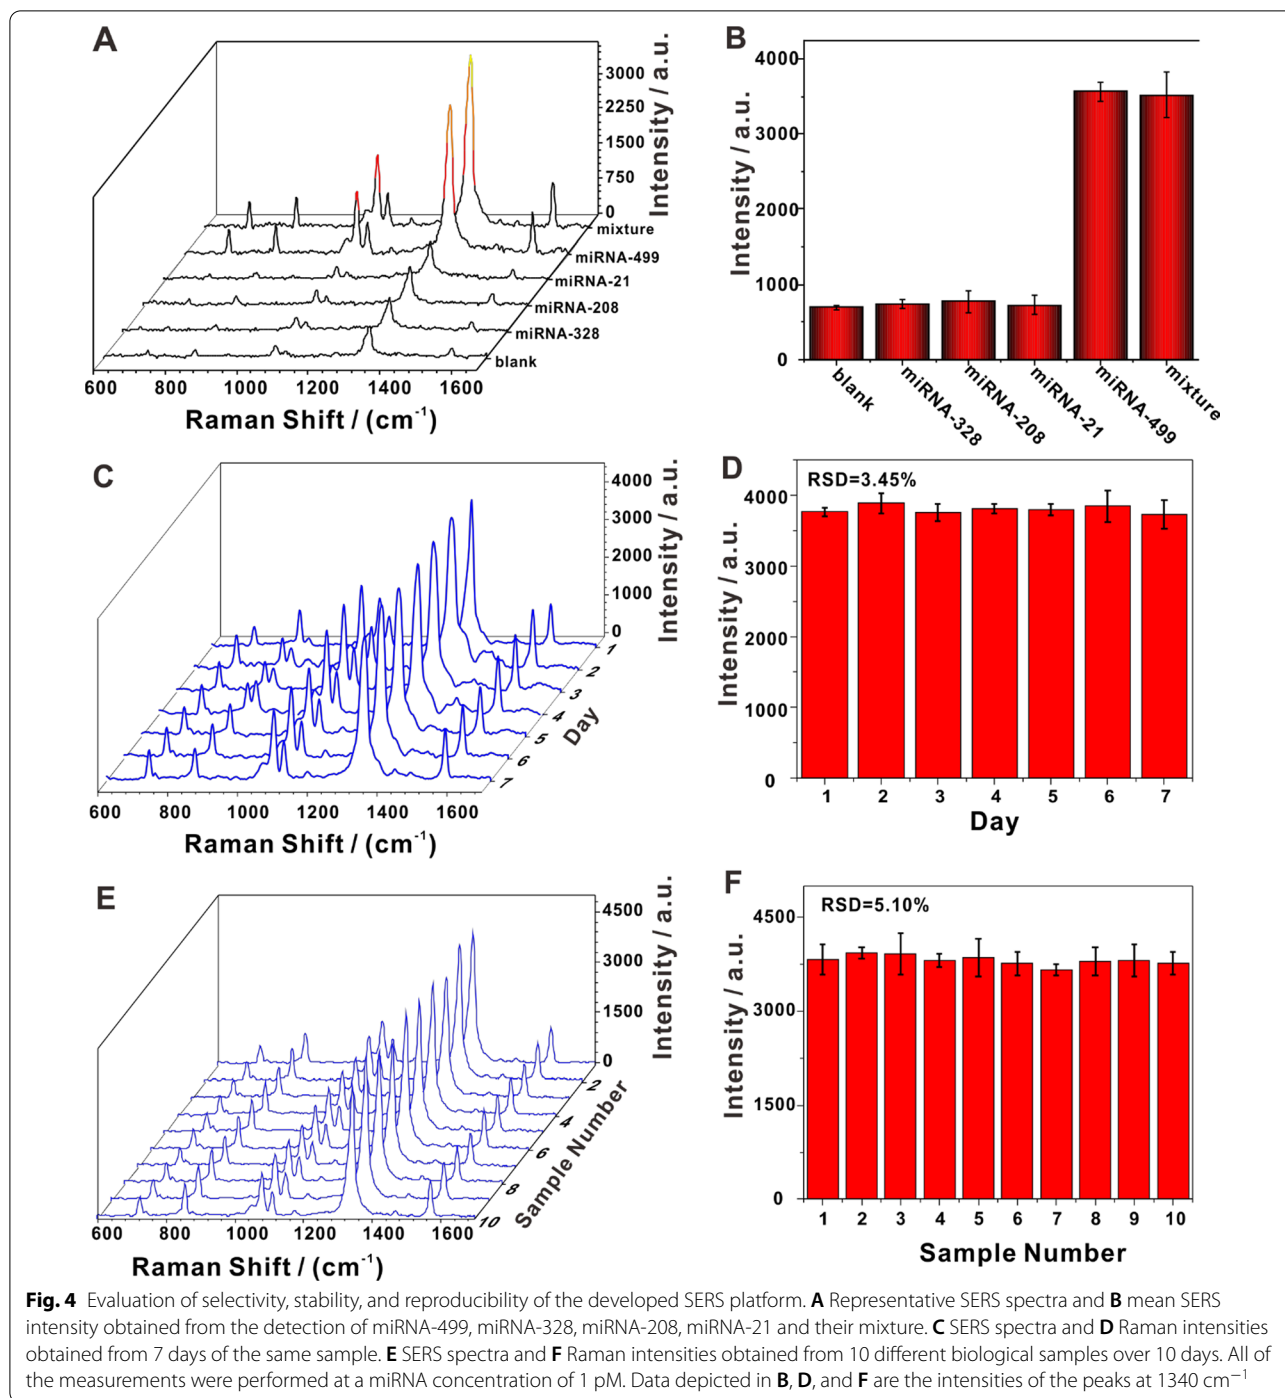 A
3000
2250
1500
750
0
Intensity / a.u.
mixture
miRNA-499
miRNA-21
miRNA-208
miRNA-328
blank
600 800 1000 1200 1400 1600
Raman Shift / (cm⁻¹)
B
4000
3000
2000
1000
0
Intensity / a.u.
blank
miRNA-328
miRNA-208
miRNA-21
miRNA-499
mixture
C
4000
3000
2000
1000
0
Intensity / a.u.
1
2
3
4
5
6
7
Day
600 800 1000 1200 1400 1600
Raman Shift / (cm⁻¹)
D
RSD=3.45%
4000
3000
2000
1000
0
Intensity / a.u.
1 2 3 4 5 6 7
Day
E
4500
3000
1500
0
Intensity / a.u.
2
4
6
8
10
Sample Number
600 800 1000 1200 1400 1600
Raman Shift / (cm⁻¹)
F
RSD=5.10%
4500
3000
1500
0
Intensity / a.u.
1 2 3 4 5 6 7 8 9 10
Sample Number
Fig. 4 Evaluation of selectivity, stability, and reproducibility of the developed SERS platform. A Representative SERS spectra and B mean SERS
intensity obtained from the detection of miRNA-499, miRNA-328, miRNA-208, miRNA-21 and their mixture. C SERS spectra and D Raman intensities
obtained from 7 days of the same sample. E SERS spectra and F Raman intensities obtained from 10 different biological samples over 10 days. All of
the measurements were performed at a miRNA concentration of 1 pM. Data depicted in B, D, and F are the intensities of the peaks at 1340 cm⁻¹